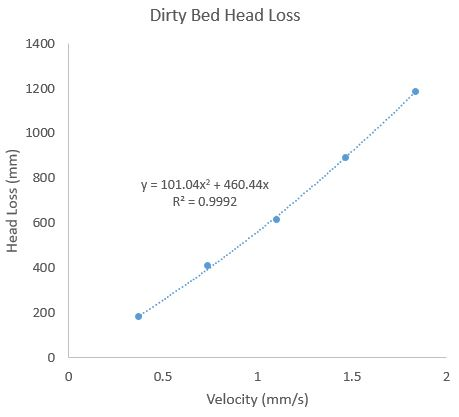 Dirty Bed Head Loss
1400
1200
1000
800
600
400
200
0
y = 101.04x² + 460.44x
R² = 0.9992
Head Loss (mm)
0 0.5 1 1.5 2
Velocity (mm/s)